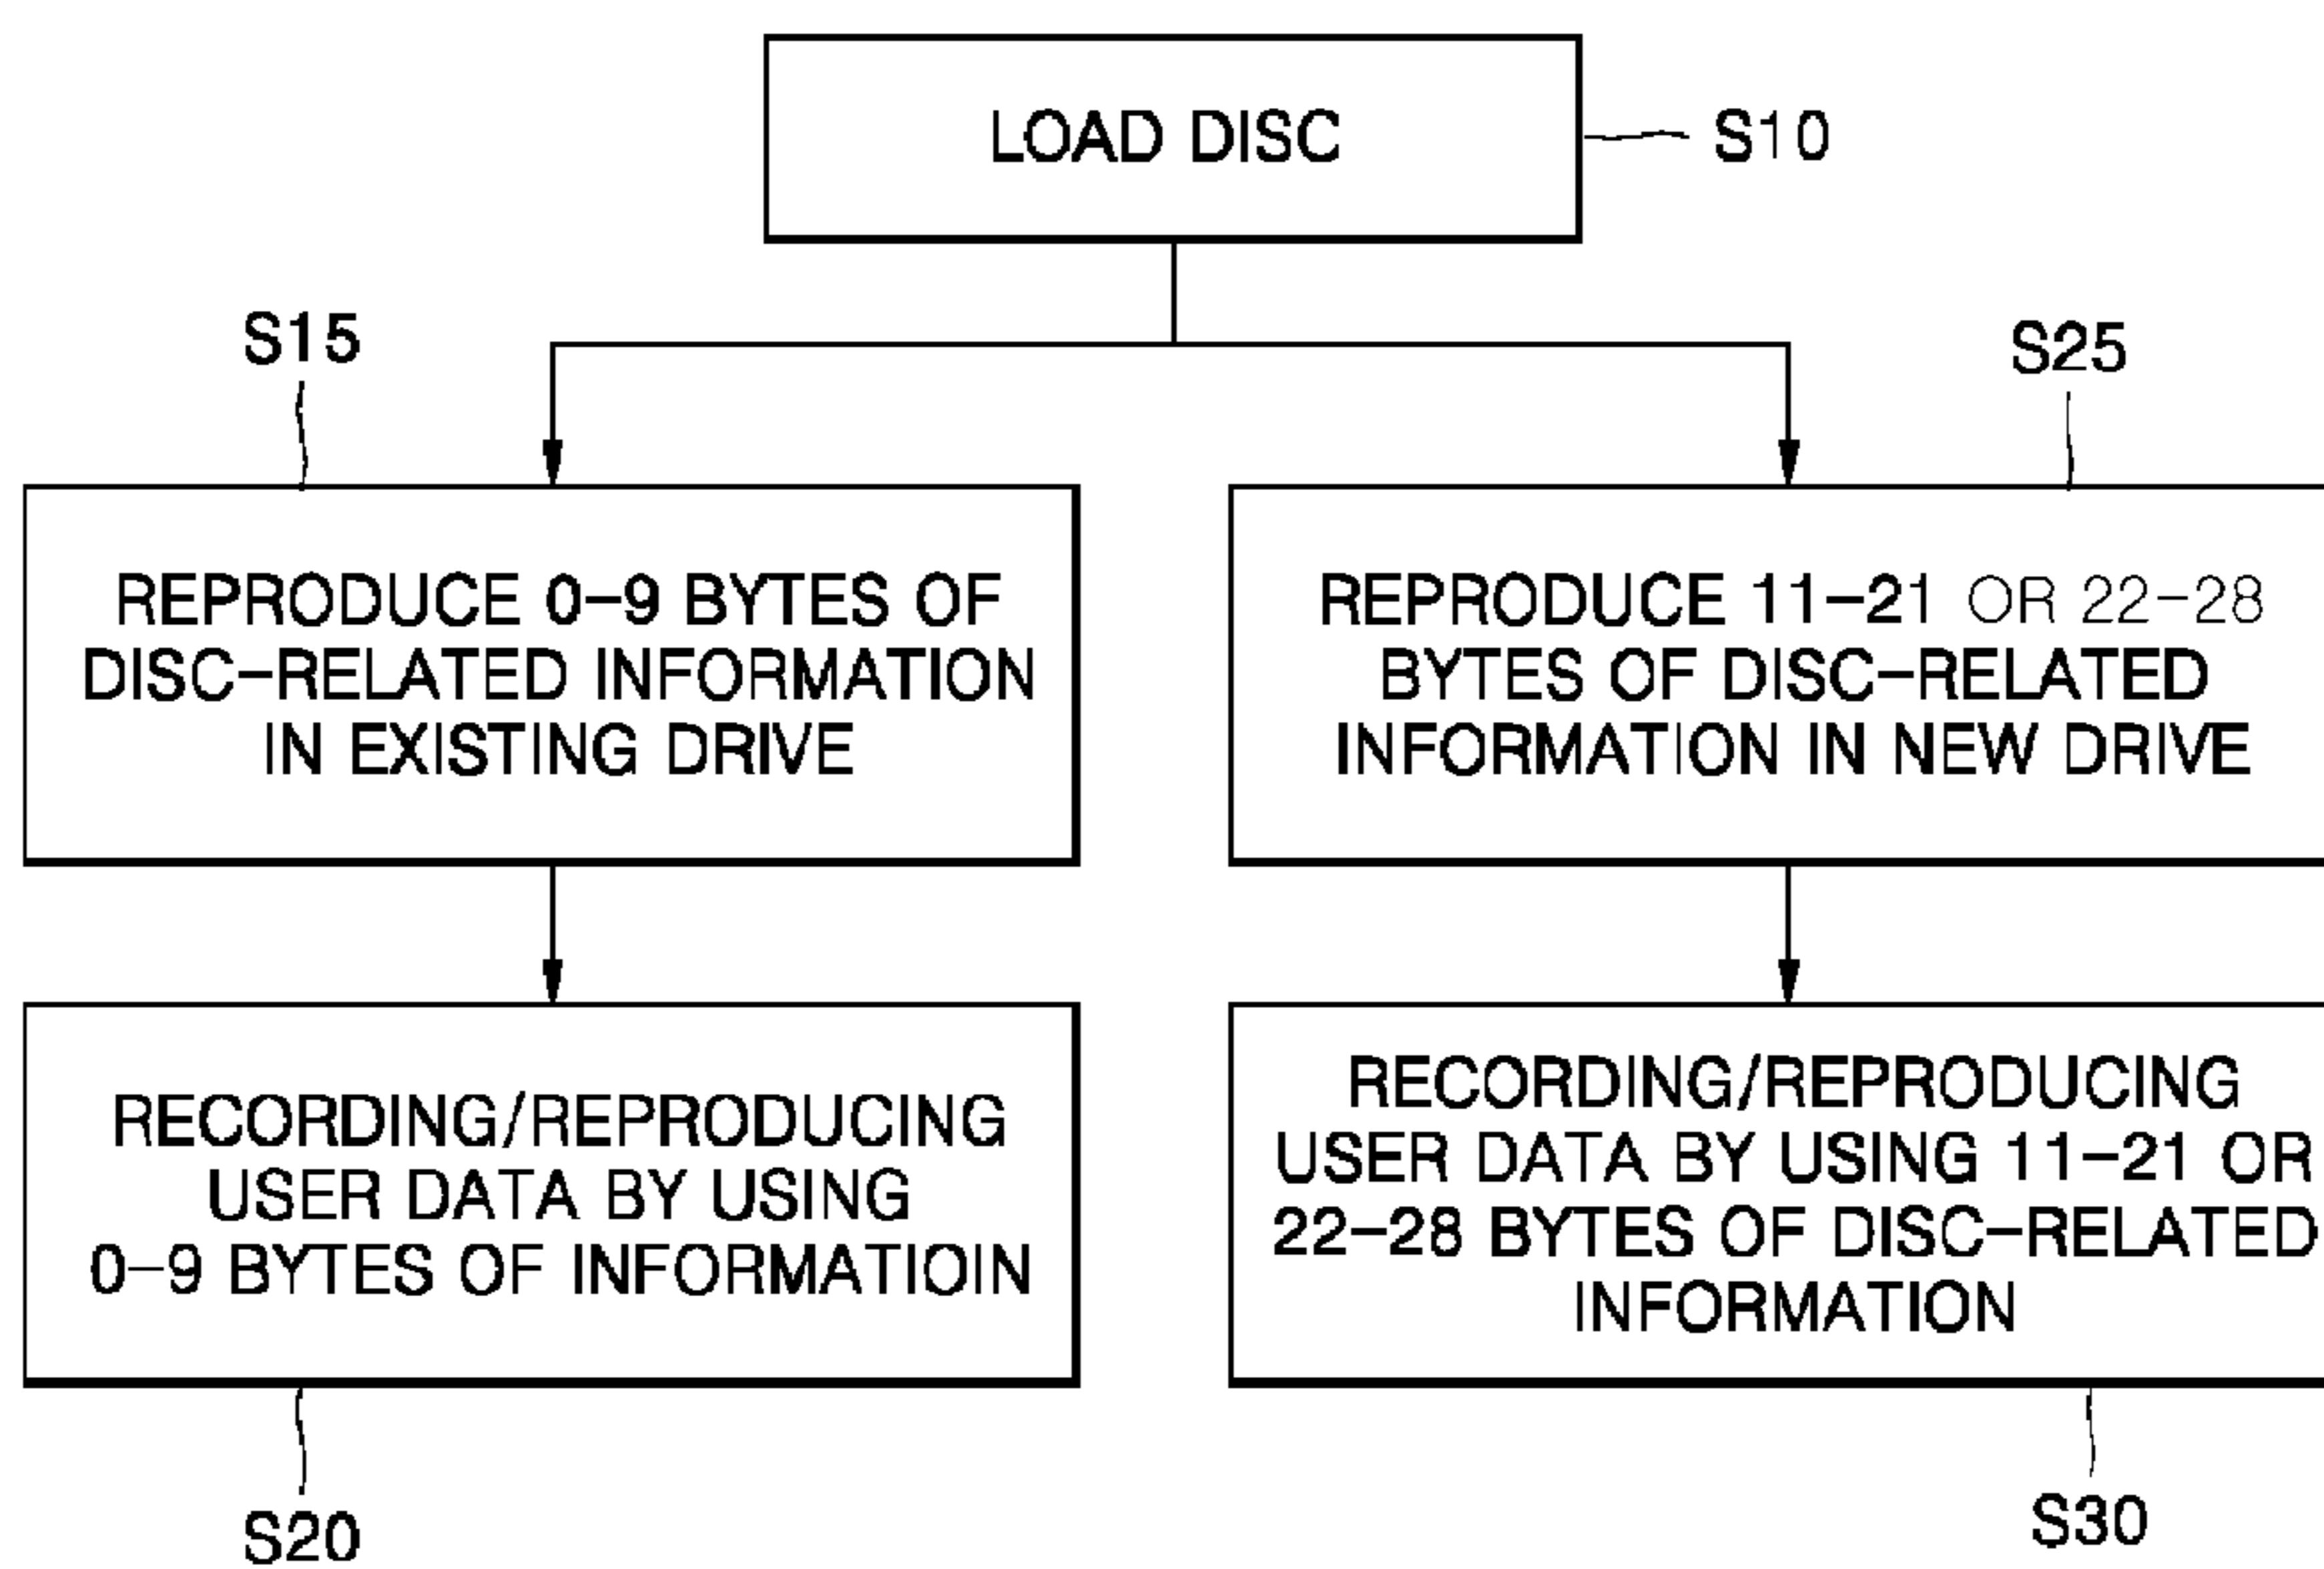 LOAD DISC
S10
S15
S25
REPRODUCE 0-9 BYTES OF
DISC-RELATED INFORMATION
IN EXISTING DRIVE
REPRODUCE 11-21 OR 22-28
BYTES OF DISC-RELATED
INFORMATION IN NEW DRIVE
RECORDING/REPRODUCING
USER DATA BY USING
0-9 BYTES OF INFORMATIOIN
RECORDING/REPRODUCING
USER DATA BY USING 11-21 OR
22-28 BYTES OF DISC-RELATED
INFORMATION
S20
S30